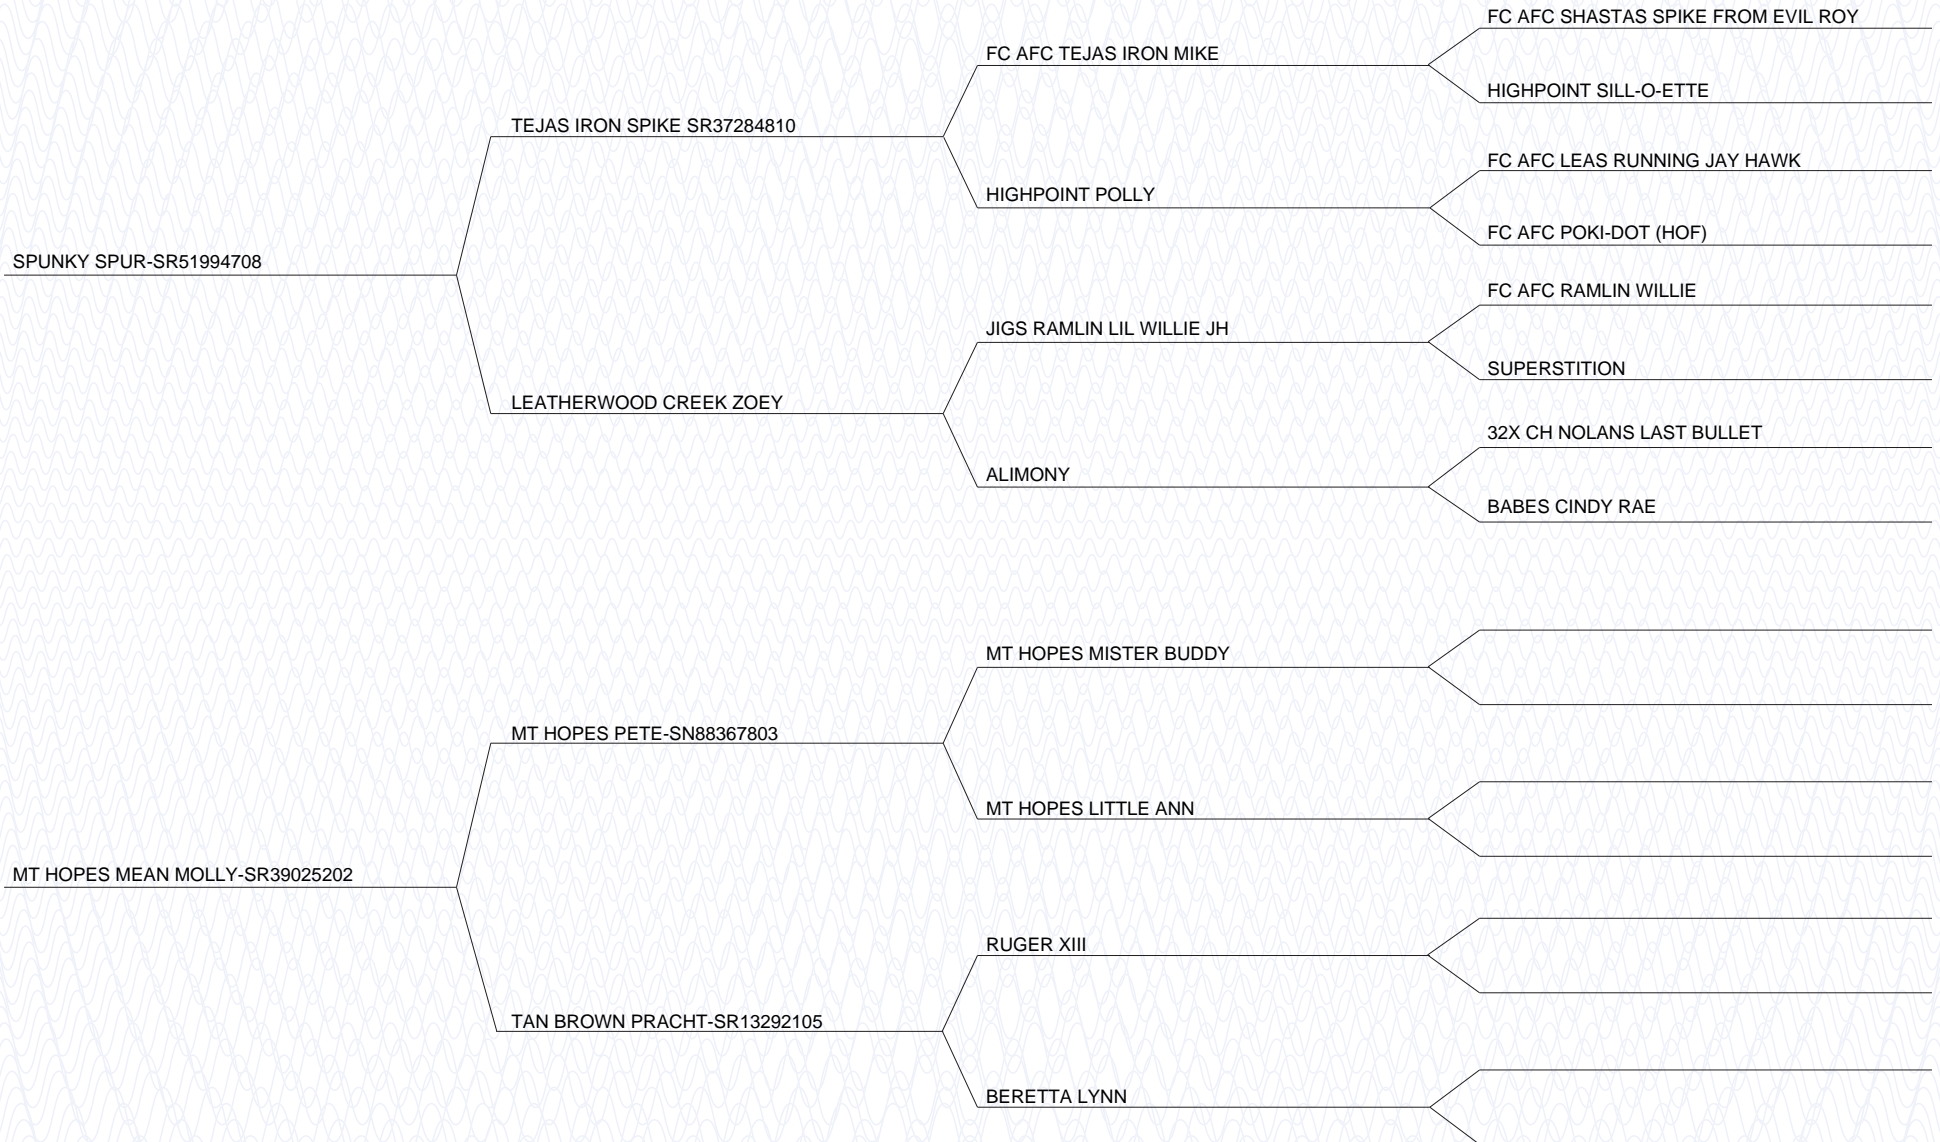 FC AFC SHASTAS SPIKE FROM EVIL ROY
FC AFC TEJAS IRON MIKE
HIGHPOINT SILL-O-ETTE
TEJAS IRON SPIKE SR37284810
FC AFC LEAS RUNNING JAY HAWK
HIGHPOINT POLLY
FC AFC POKI-DOT (HOF)
SPUNKY SPUR-SR51994708
FC AFC RAMLIN WILLIE
JIGS RAMLIN LIL WILLIE JH
SUPERSTITION
LEATHERWOOD CREEK ZOEY
32X CH NOLANS LAST BULLET
ALIMONY
BABES CINDY RAE
MT HOPES MISTER BUDDY
MT HOPES PETE-SN88367803
MT HOPES LITTLE ANN
MT HOPES MEAN MOLLY-SR39025202
RUGER XIII
TAN BROWN PRACHT-SR13292105
BERETTA LYNN